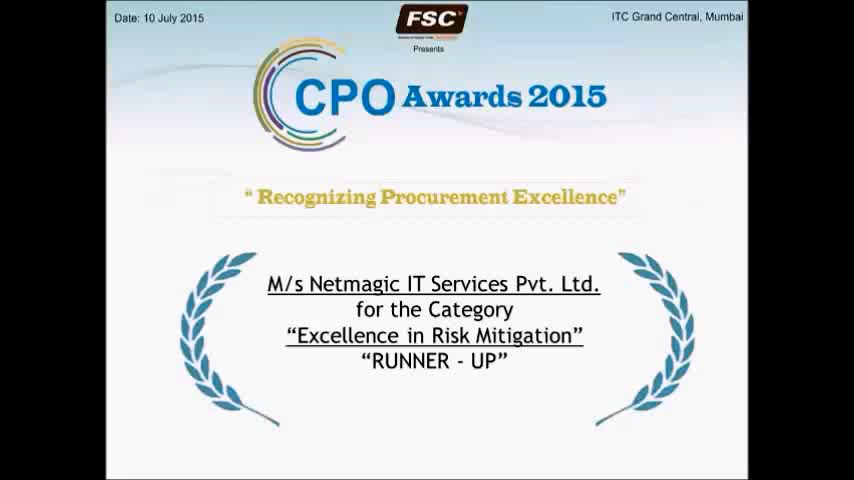 Date: 10 July 2015
FSC
ITC Grand Central, Mumbai
Presents
CPO Awards 2015
“ Recognizing Procurement Excellence”
M/s Netmagic IT Services Pvt. Ltd.
for the Category
“Excellence in Risk Mitigation”
“RUNNER - UP”